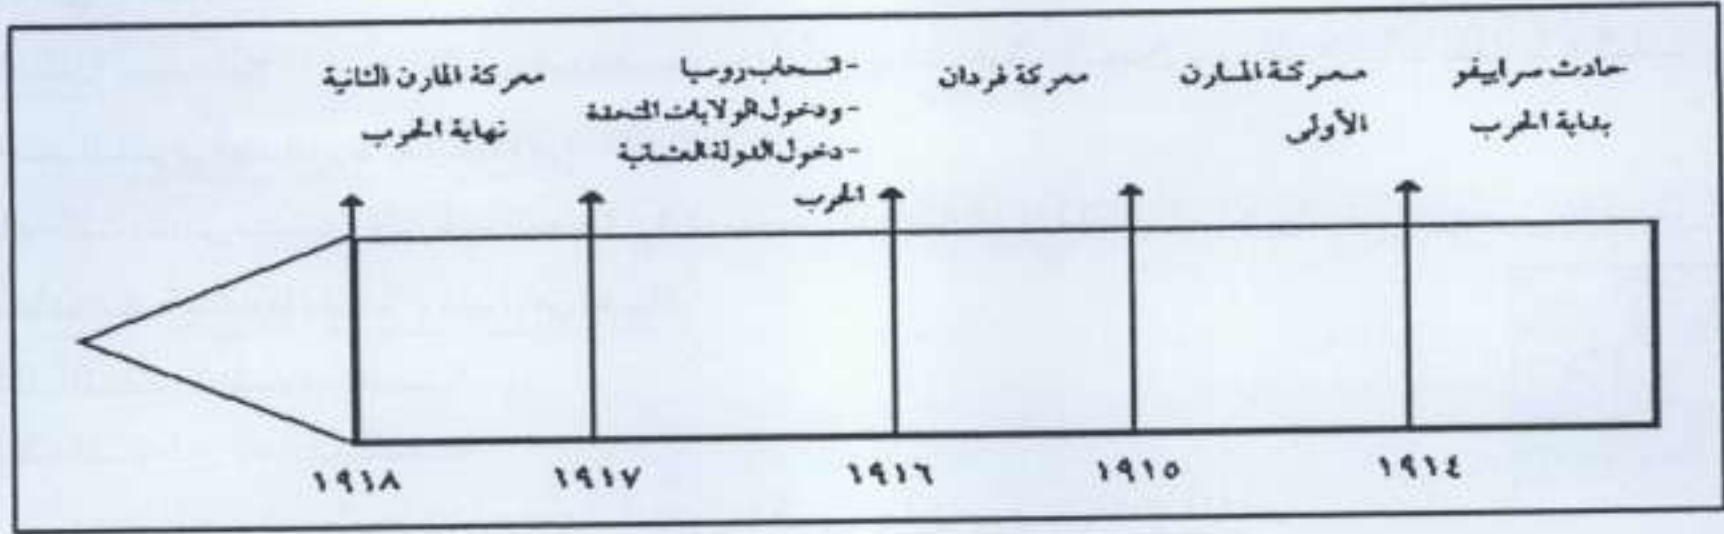 حادث سراييفو
بداية الحرب
معركة المارن
الأولى
معركة فردان
-انسحاب روسيا
-ودخول الولايات المتحدة
-دخول الدولة العثمانية
الحرب
معركة المارن الثانية
نهاية الحرب
١٩١٤
١٩١٥
١٩١٦
١٩١٧
١٩١٨